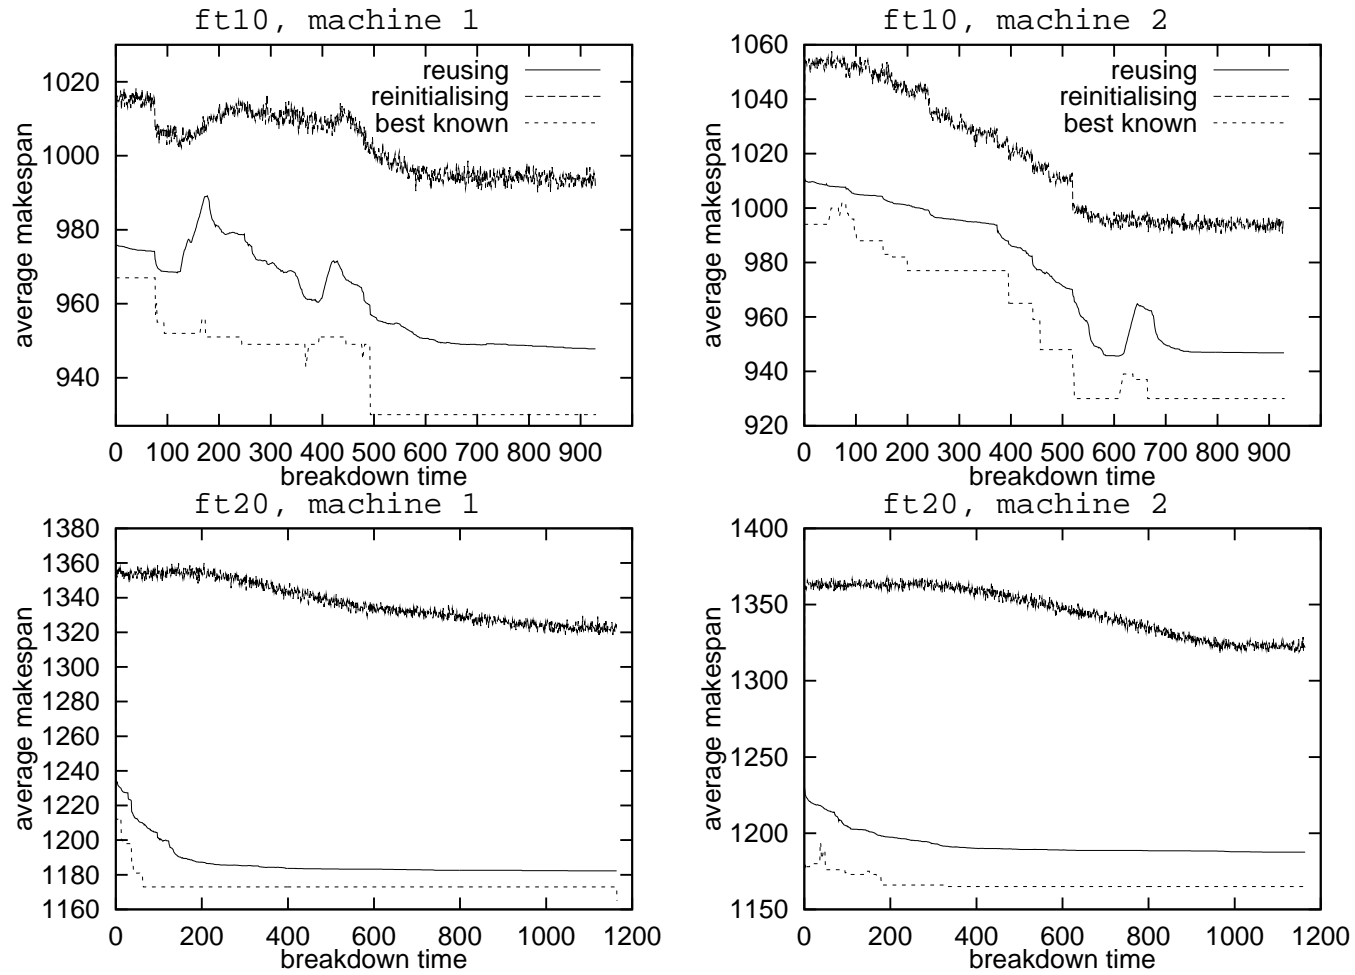 ft10, machine 1
1020
1000
980
960
940
average makespan
reusing
reinitialising
best known
0 100 200 300 400 500 600 700 800 900
breakdown time
ft10, machine 2
1060
1040
1020
1000
980
960
940
920
average makespan
reusing
reinitialising
best known
0 100 200 300 400 500 600 700 800 900
breakdown time
ft20, machine 1
1380
1360
1340
1320
1300
1280
1260
1240
1220
1200
1180
1160
average makespan
0 200 400 600 800 1000 1200
breakdown time
ft20, machine 2
1400
1350
1300
1250
1200
1150
average makespan
0 200 400 600 800 1000 1200
breakdown time